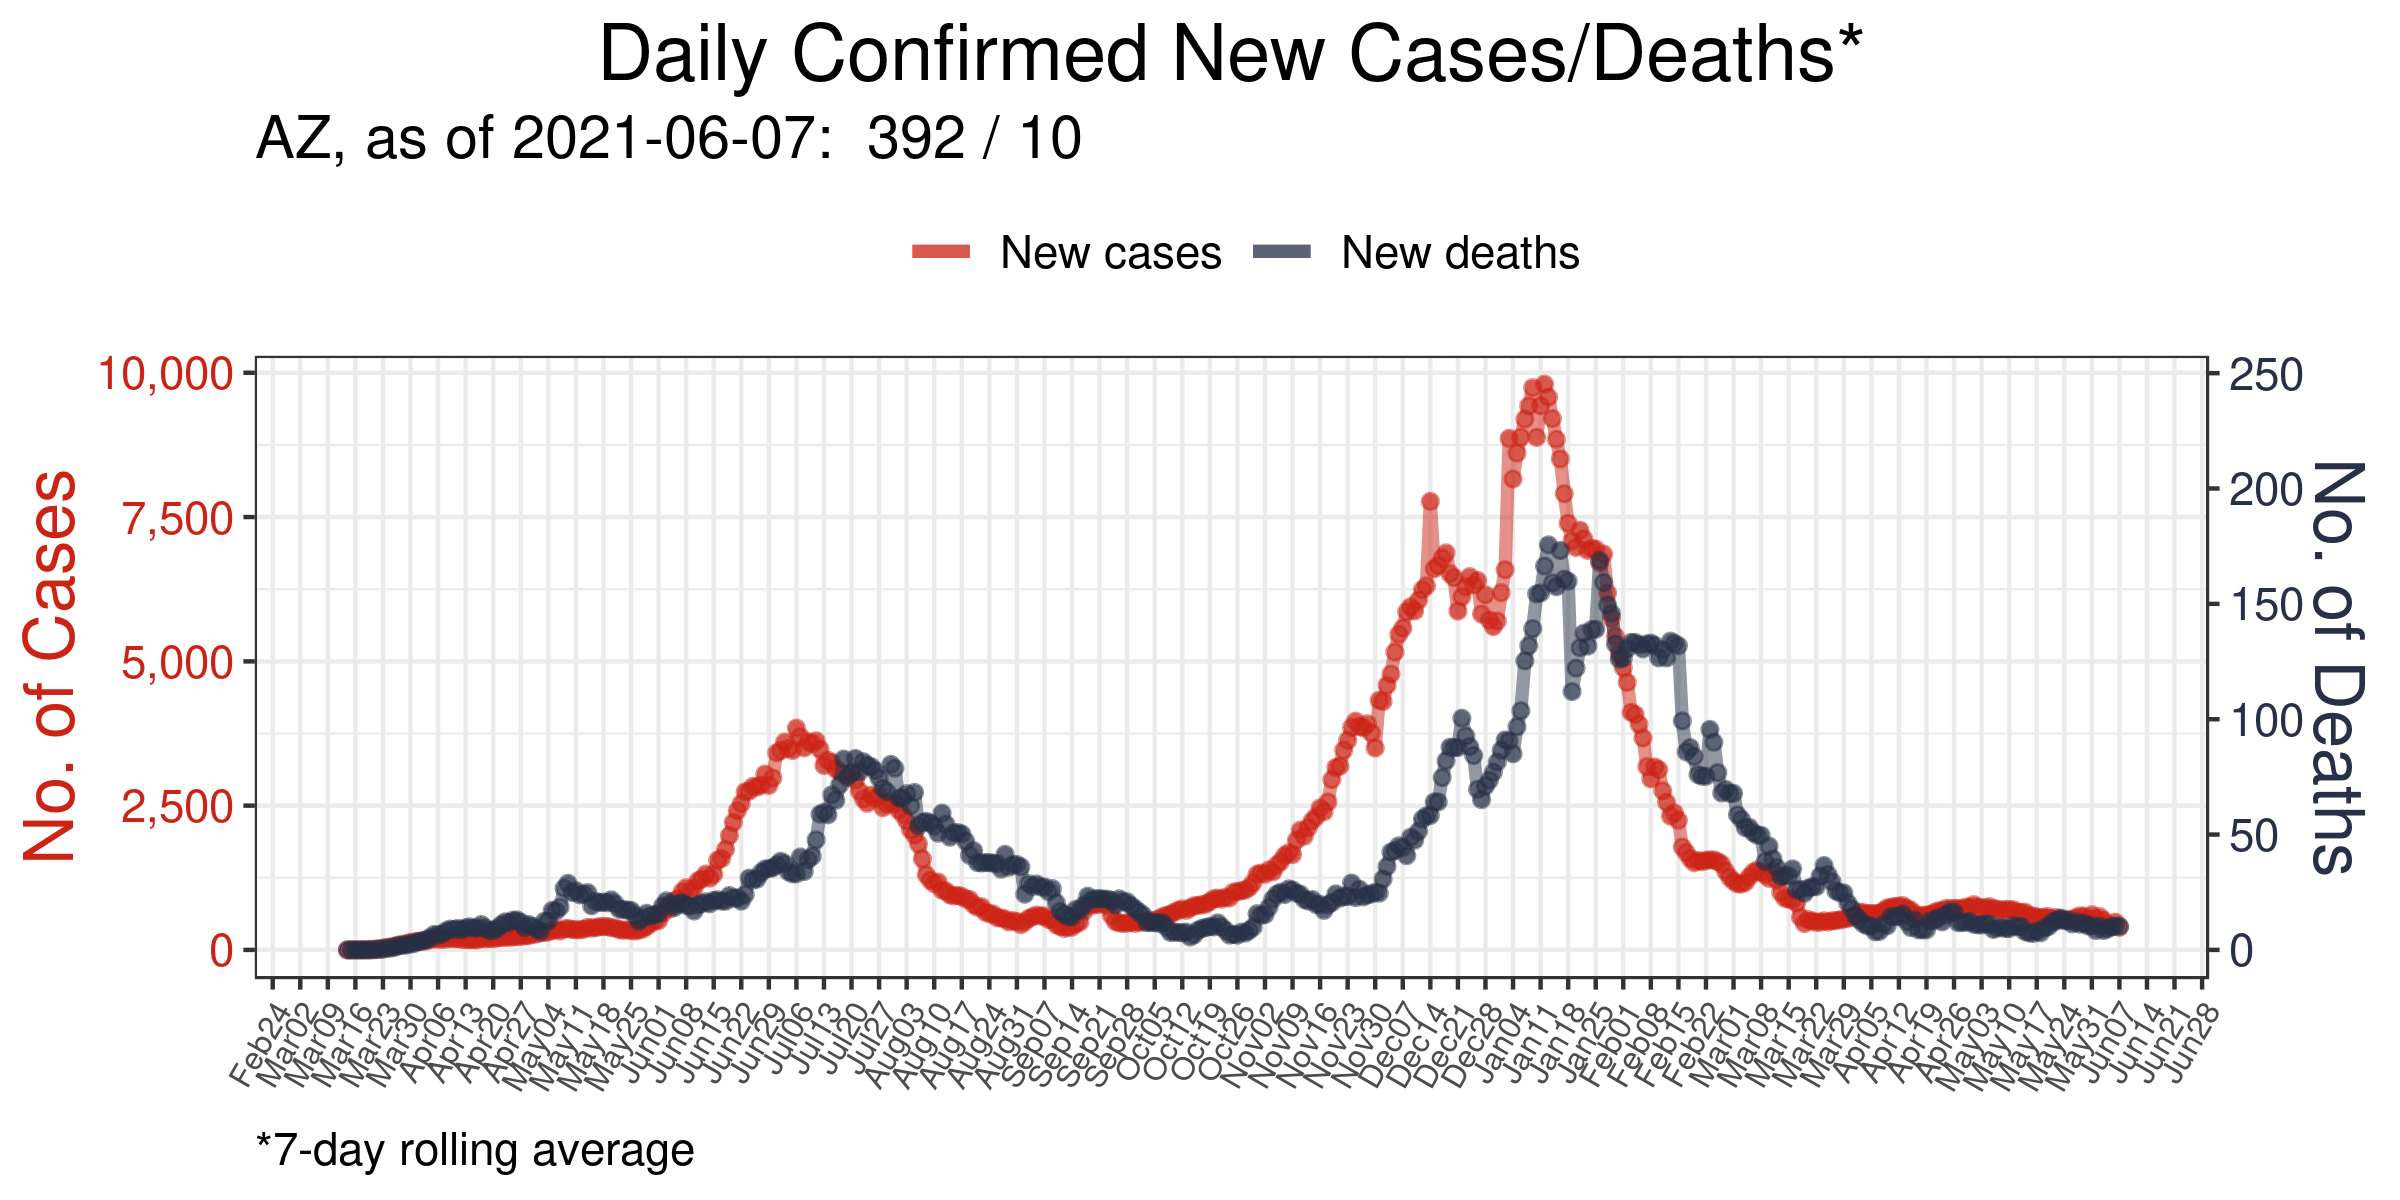 Daily Confirmed New Cases/Deaths*
AZ, as of 2021-06-07:  392 / 10
New cases
New deaths
No. of Cases
10,000
7,500
5,000
2,500
0
250
200
150
100
50
0
No. of Deaths
Feb24
Mar02
Mar09
Mar16
Mar23
Mar30
Apr06
Apr13
Apr20
Apr27
May04
May11
May18
May25
Jun01
Jun08
Jun15
Jun22
Jun29
Jul06
Jul13
Jul20
Jul27
Aug03
Aug10
Aug17
Aug24
Aug31
Sep07
Sep14
Sep21
Sep28
Oct05
Oct12
Oct19
Oct26
Nov02
Nov09
Nov16
Nov23
Nov30
Dec07
Dec14
Dec21
Dec28
Jan04
Jan11
Jan18
Jan25
Feb01
Feb08
Feb15
Feb22
Mar01
Mar08
Mar15
Mar22
Mar29
Apr05
Apr12
Apr19
Apr26
May03
May10
May17
May24
May31
Jun07
Jun14
Jun21
Jun28
*7-day rolling average